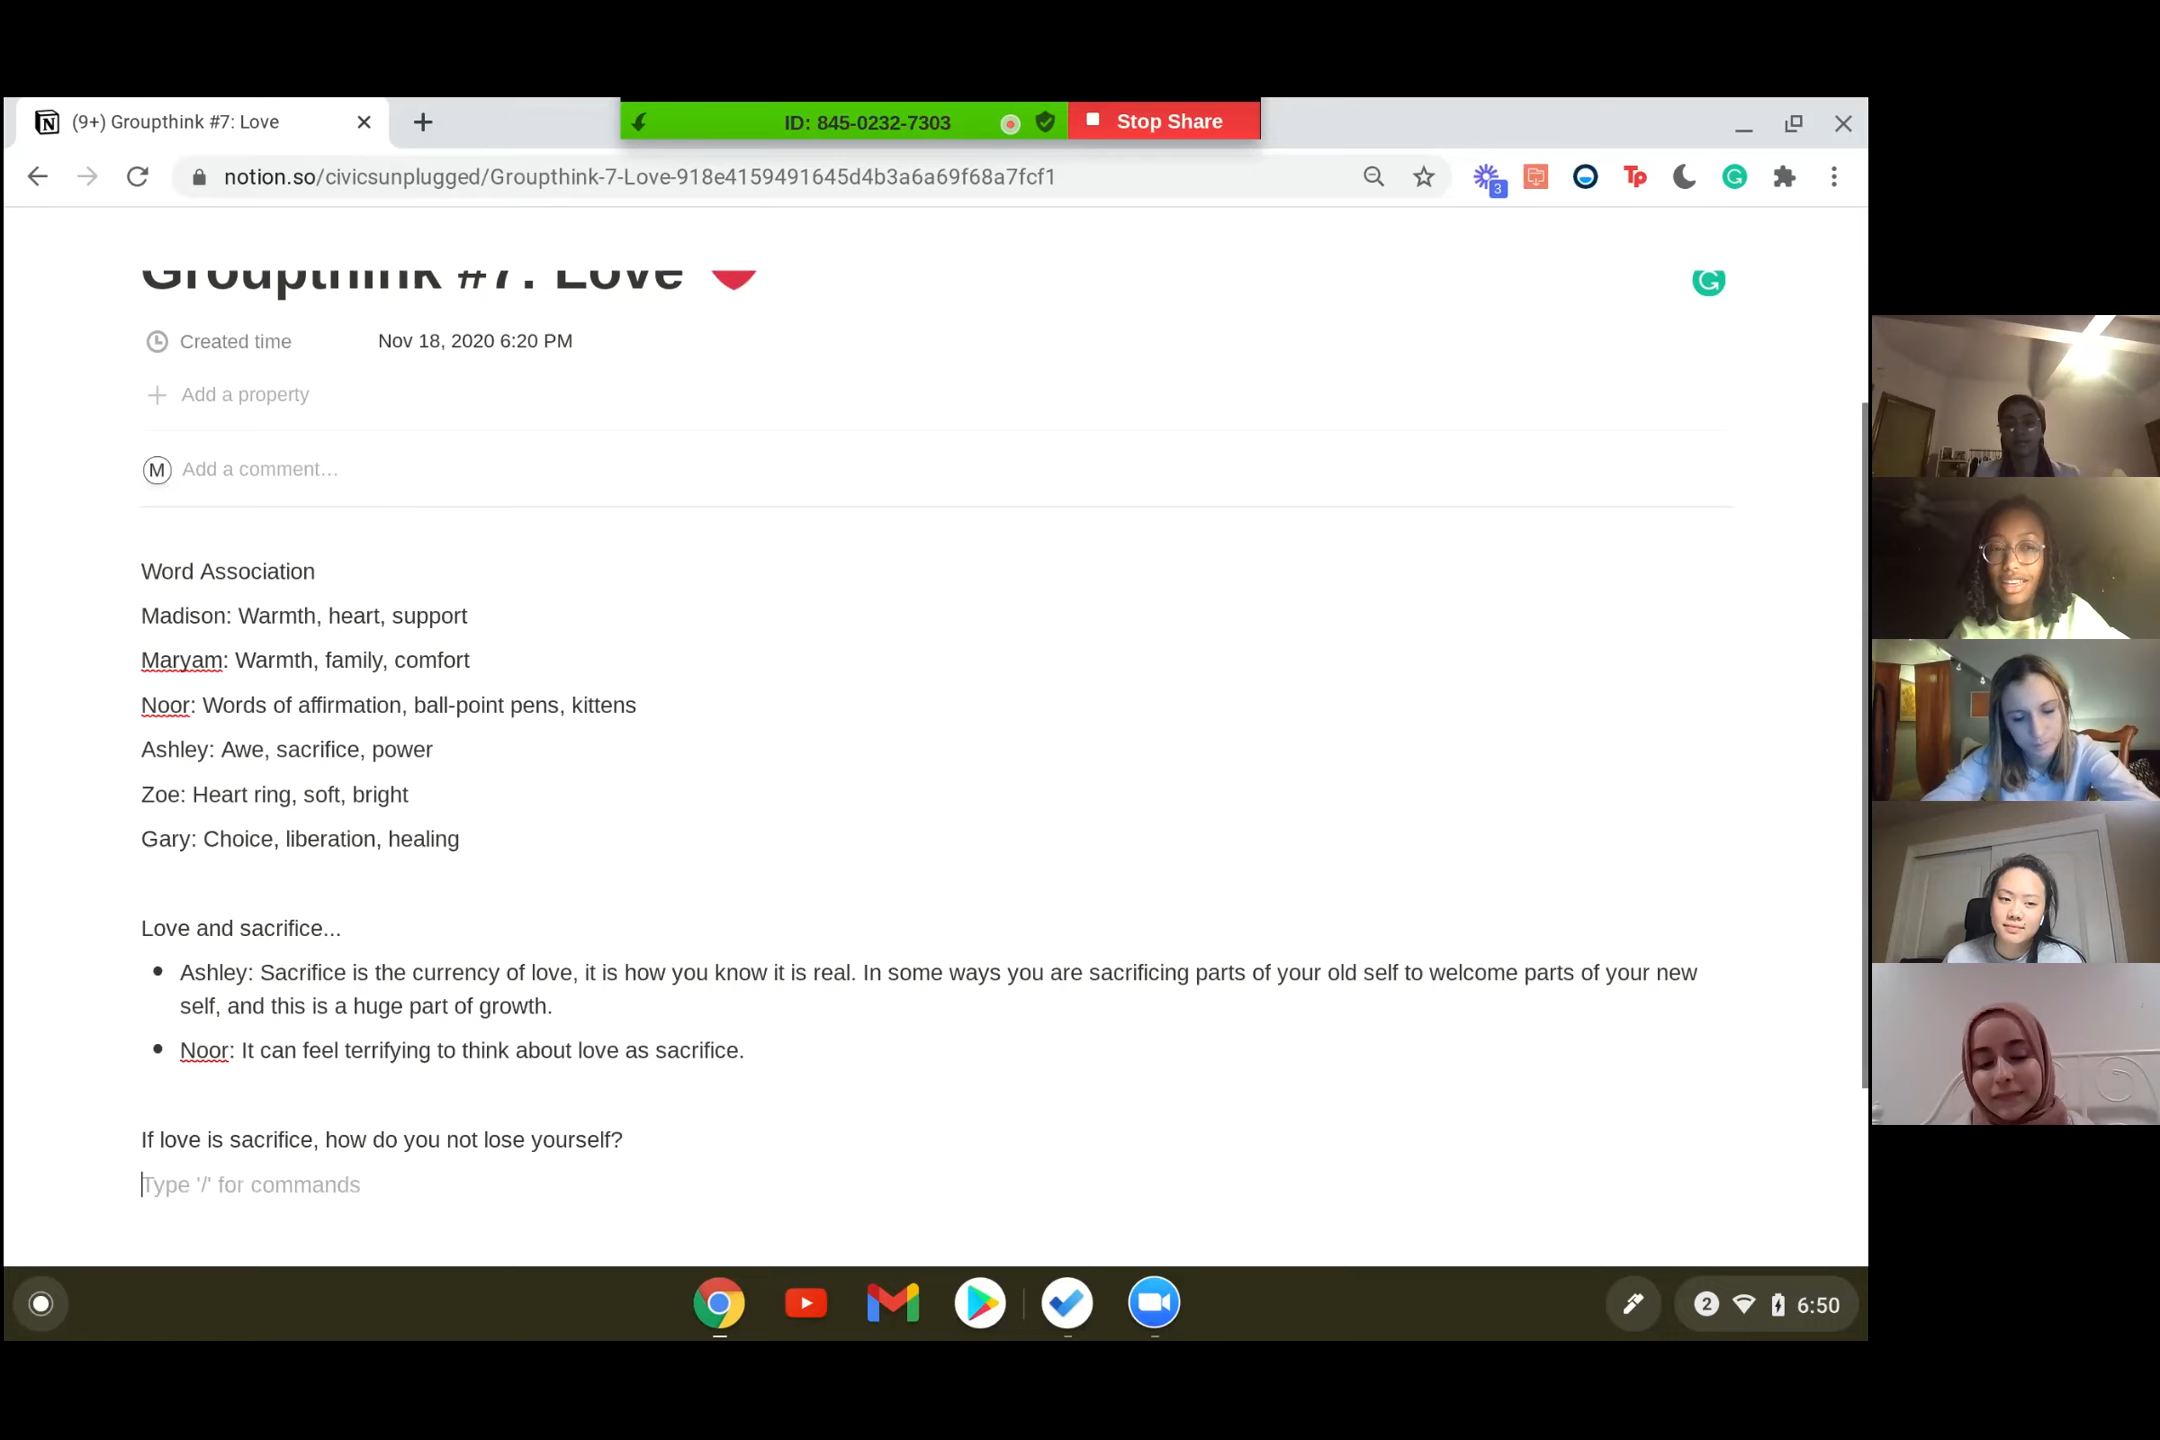 (9+) Groupthink #7: Love
ID: 845-0232-7303
Stop Share
notion.so/civicsunplugged/Groupthink-7-Love-918e4159491645d4b3a6a69f68a7fcf1
3
Tp
Groupthink #7: Love
Created time Nov 18, 2020 6:20 PM
Add a property
M Add a comment...
Word Association
Madison: Warmth, heart, support
Maryam: Warmth, family, comfort
Noor: Words of affirmation, ball-point pens, kittens
Ashley: Awe, sacrifice, power
Zoe: Heart ring, soft, bright
Gary: Choice, liberation, healing
Love and sacrifice...
Ashley: Sacrifice is the currency of love, it is how you know it is real. In some ways you are sacrificing parts of your old self to welcome parts of your new
self, and this is a huge part of growth.
Noor: It can feel terrifying to think about love as sacrifice.
If love is sacrifice, how do you not lose yourself?
Type '/' for commands
2 6:50